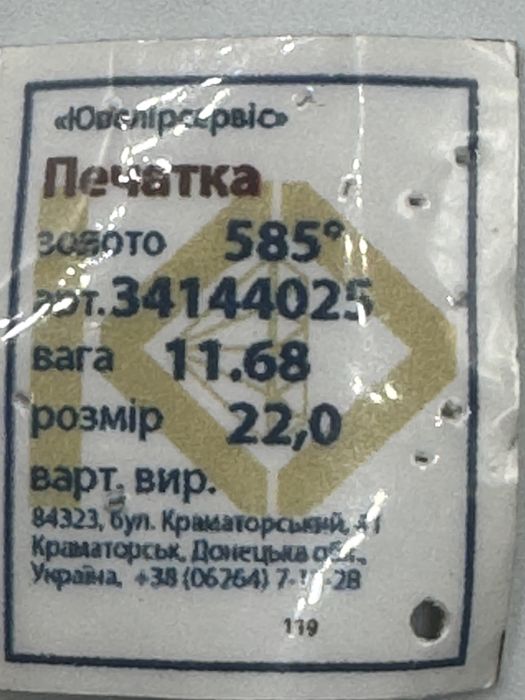 «Ювелірсервіс»
Печатка
золото 585°
арт.34144025
вага 11.68
розмір 22,0
варт. вир.
84323, бул. Краматорський,
Краматорськ, Донецька обл.,
Україна, +38 (06264)
119